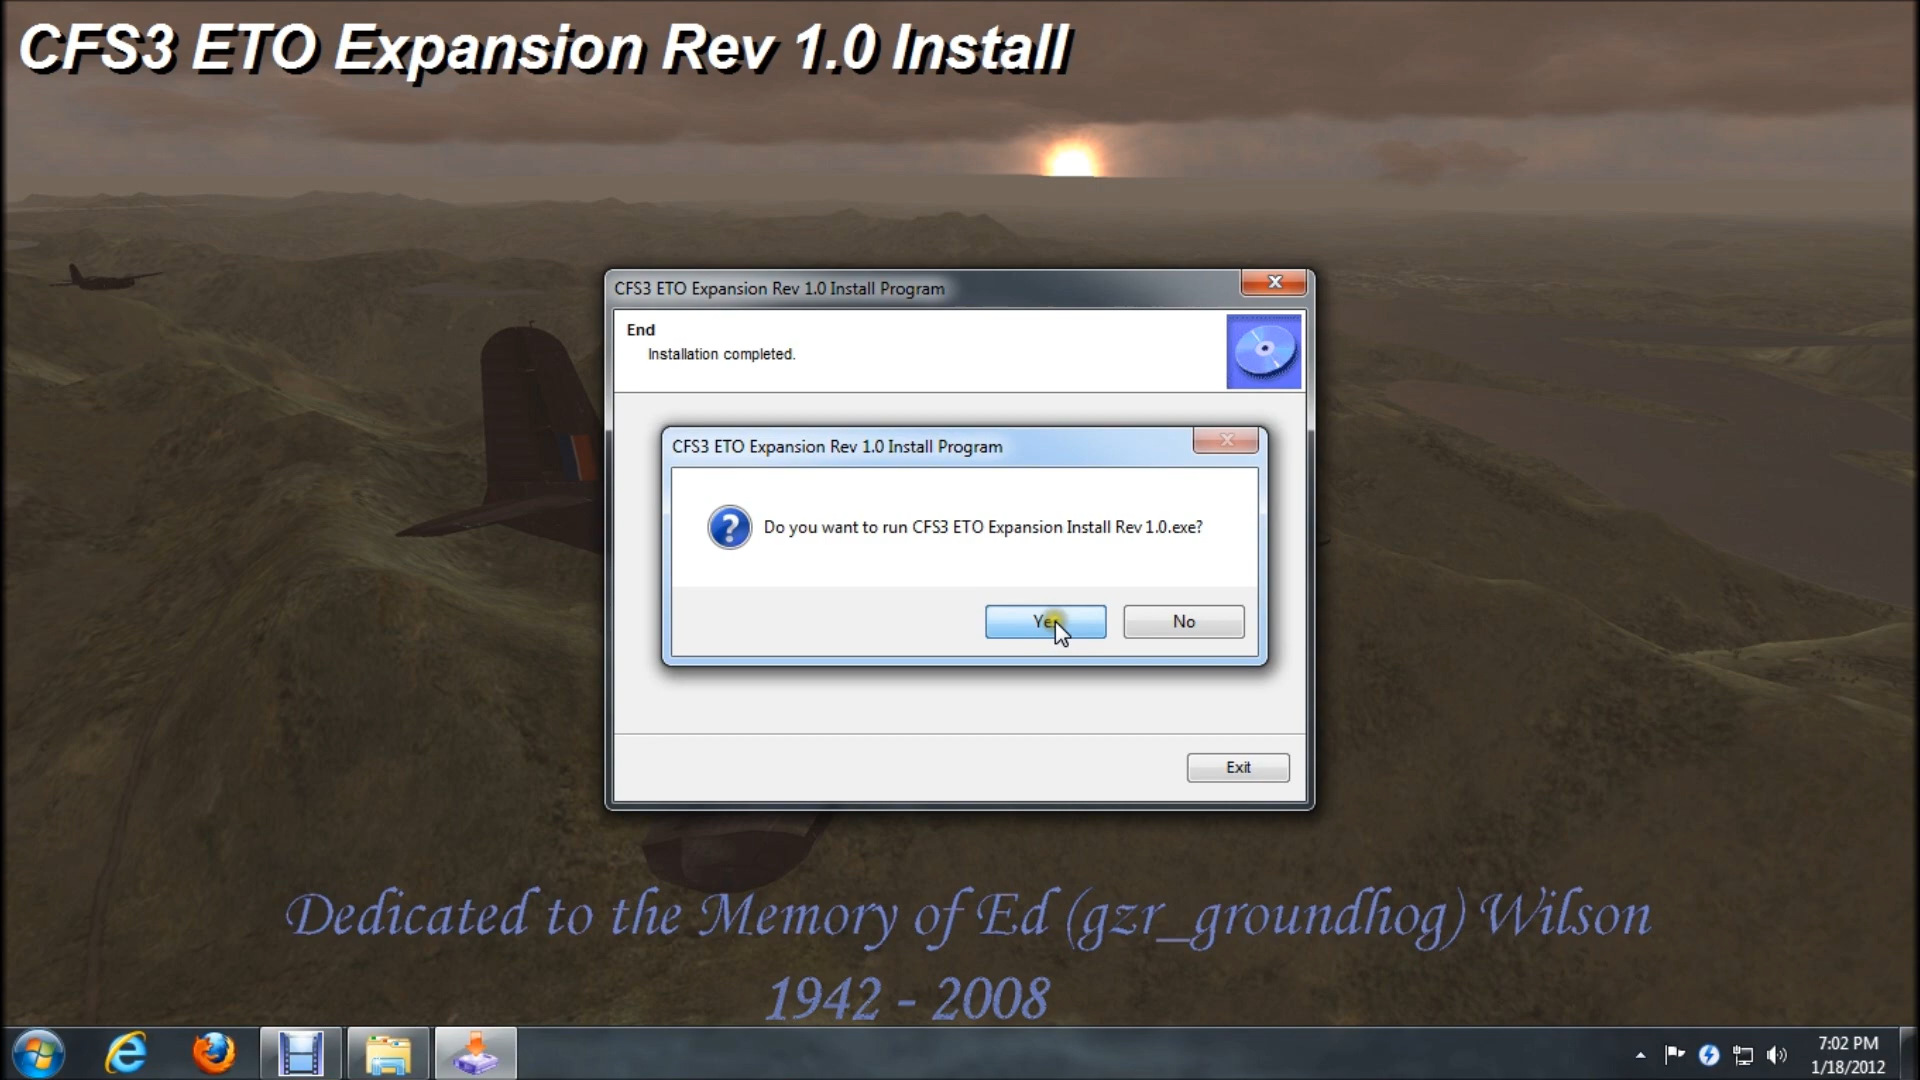 CFS3 ETO Expansion Rev 1.0 Install
CFS3 ETO Expansion Rev 1.0 Install Program
End
Installation completed.
CFS3 ETO Expansion Rev 1.0 Install Program
Do you want to run CFS3 ETO Expansion Install Rev 1.0.exe?
Yes
No
Exit
Dedicated to the Memory of Ed (gzr_groundhog) Wilson
1942 - 2008
7:02 PM
1/18/2012